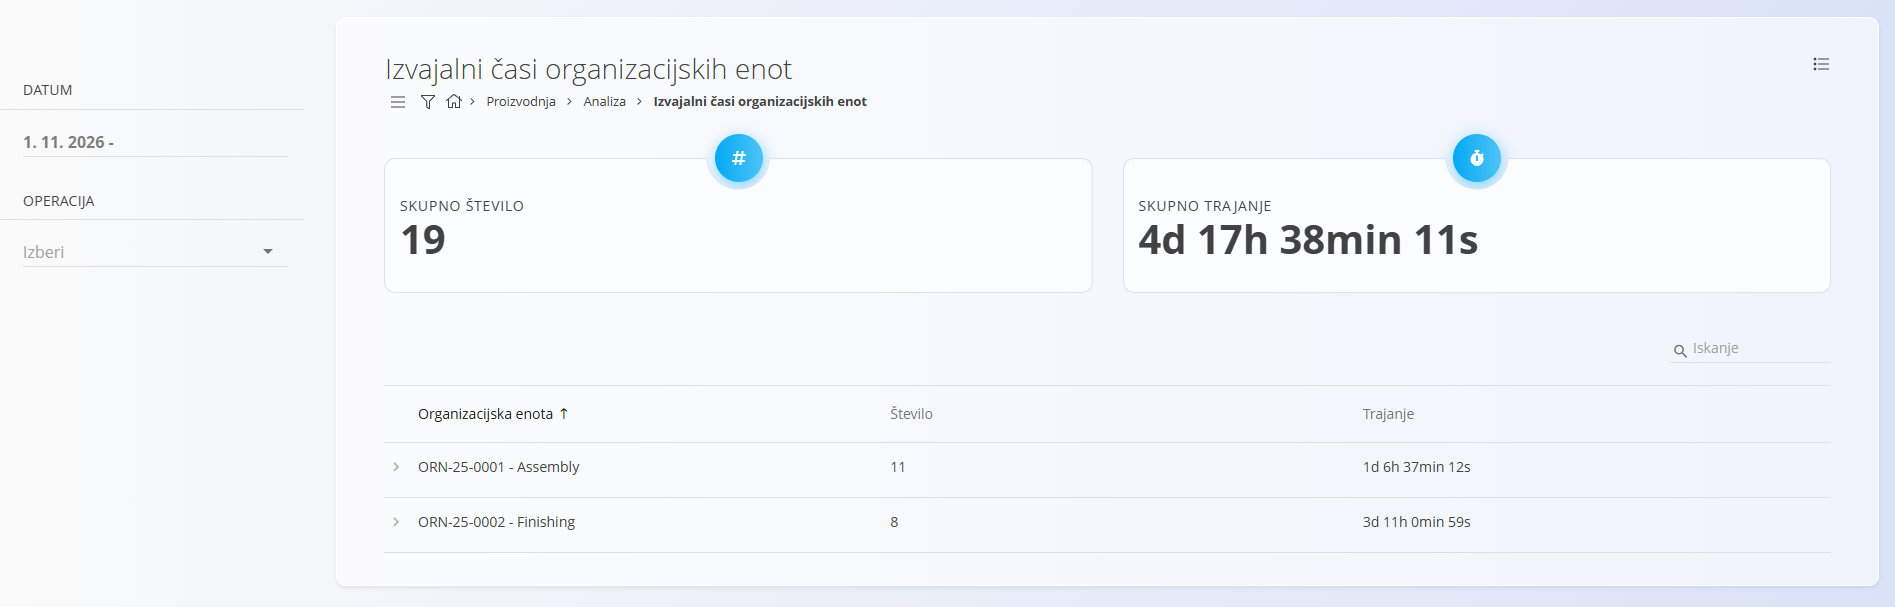 DATUM
1. 11. 2026 -
OPERACIJA
Izberi
Izvajalni časi organizacijskih enot
Proizvodnja > Analiza > Izvajalni časi organizacijskih enot
#
SKUPNO ŠTEVILO
19
SKUPNO TRAJANJE
4d 17h 38min 11s
Iskanje
Organizacijska enota ↑ Število Trajanje
ORN-25-0001 - Assembly 11 1d 6h 37min 12s
ORN-25-0002 - Finishing 8 3d 11h 0min 59s